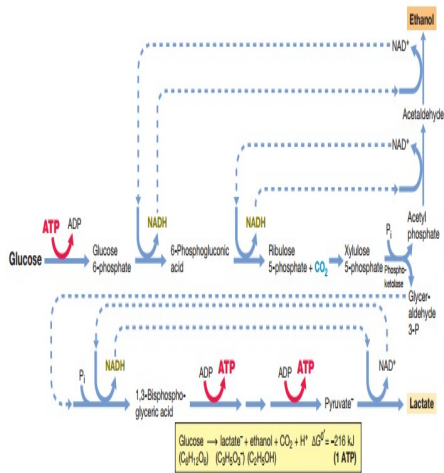 Ethanol
NAD⁺
Acetaldehyde
NAD⁺
ATP ADP
NADH
NADH
Pᵢ
Acetyl
phosphate
Glucose
Glucose
6-phosphate
6-Phosphogluconic
acid
Ribulose
5-phosphate + CO₂
Xylulose
5-phosphate
Phospho-
ketolase
Glycer-
aldehyde
3-P
Pᵢ
NADH
ADP ATP
ADP ATP
NAD⁺
1,3-Bisphospho-
glyceric acid
Pyruvate⁻
Lactate
Glucose → lactate⁻ + ethanol + CO₂ + H⁺ ΔG⁰′ = –216 kJ
(C₆H₁₂O₆) (C₃H₅O₃⁻) (C₂H₅OH) (1 ATP)